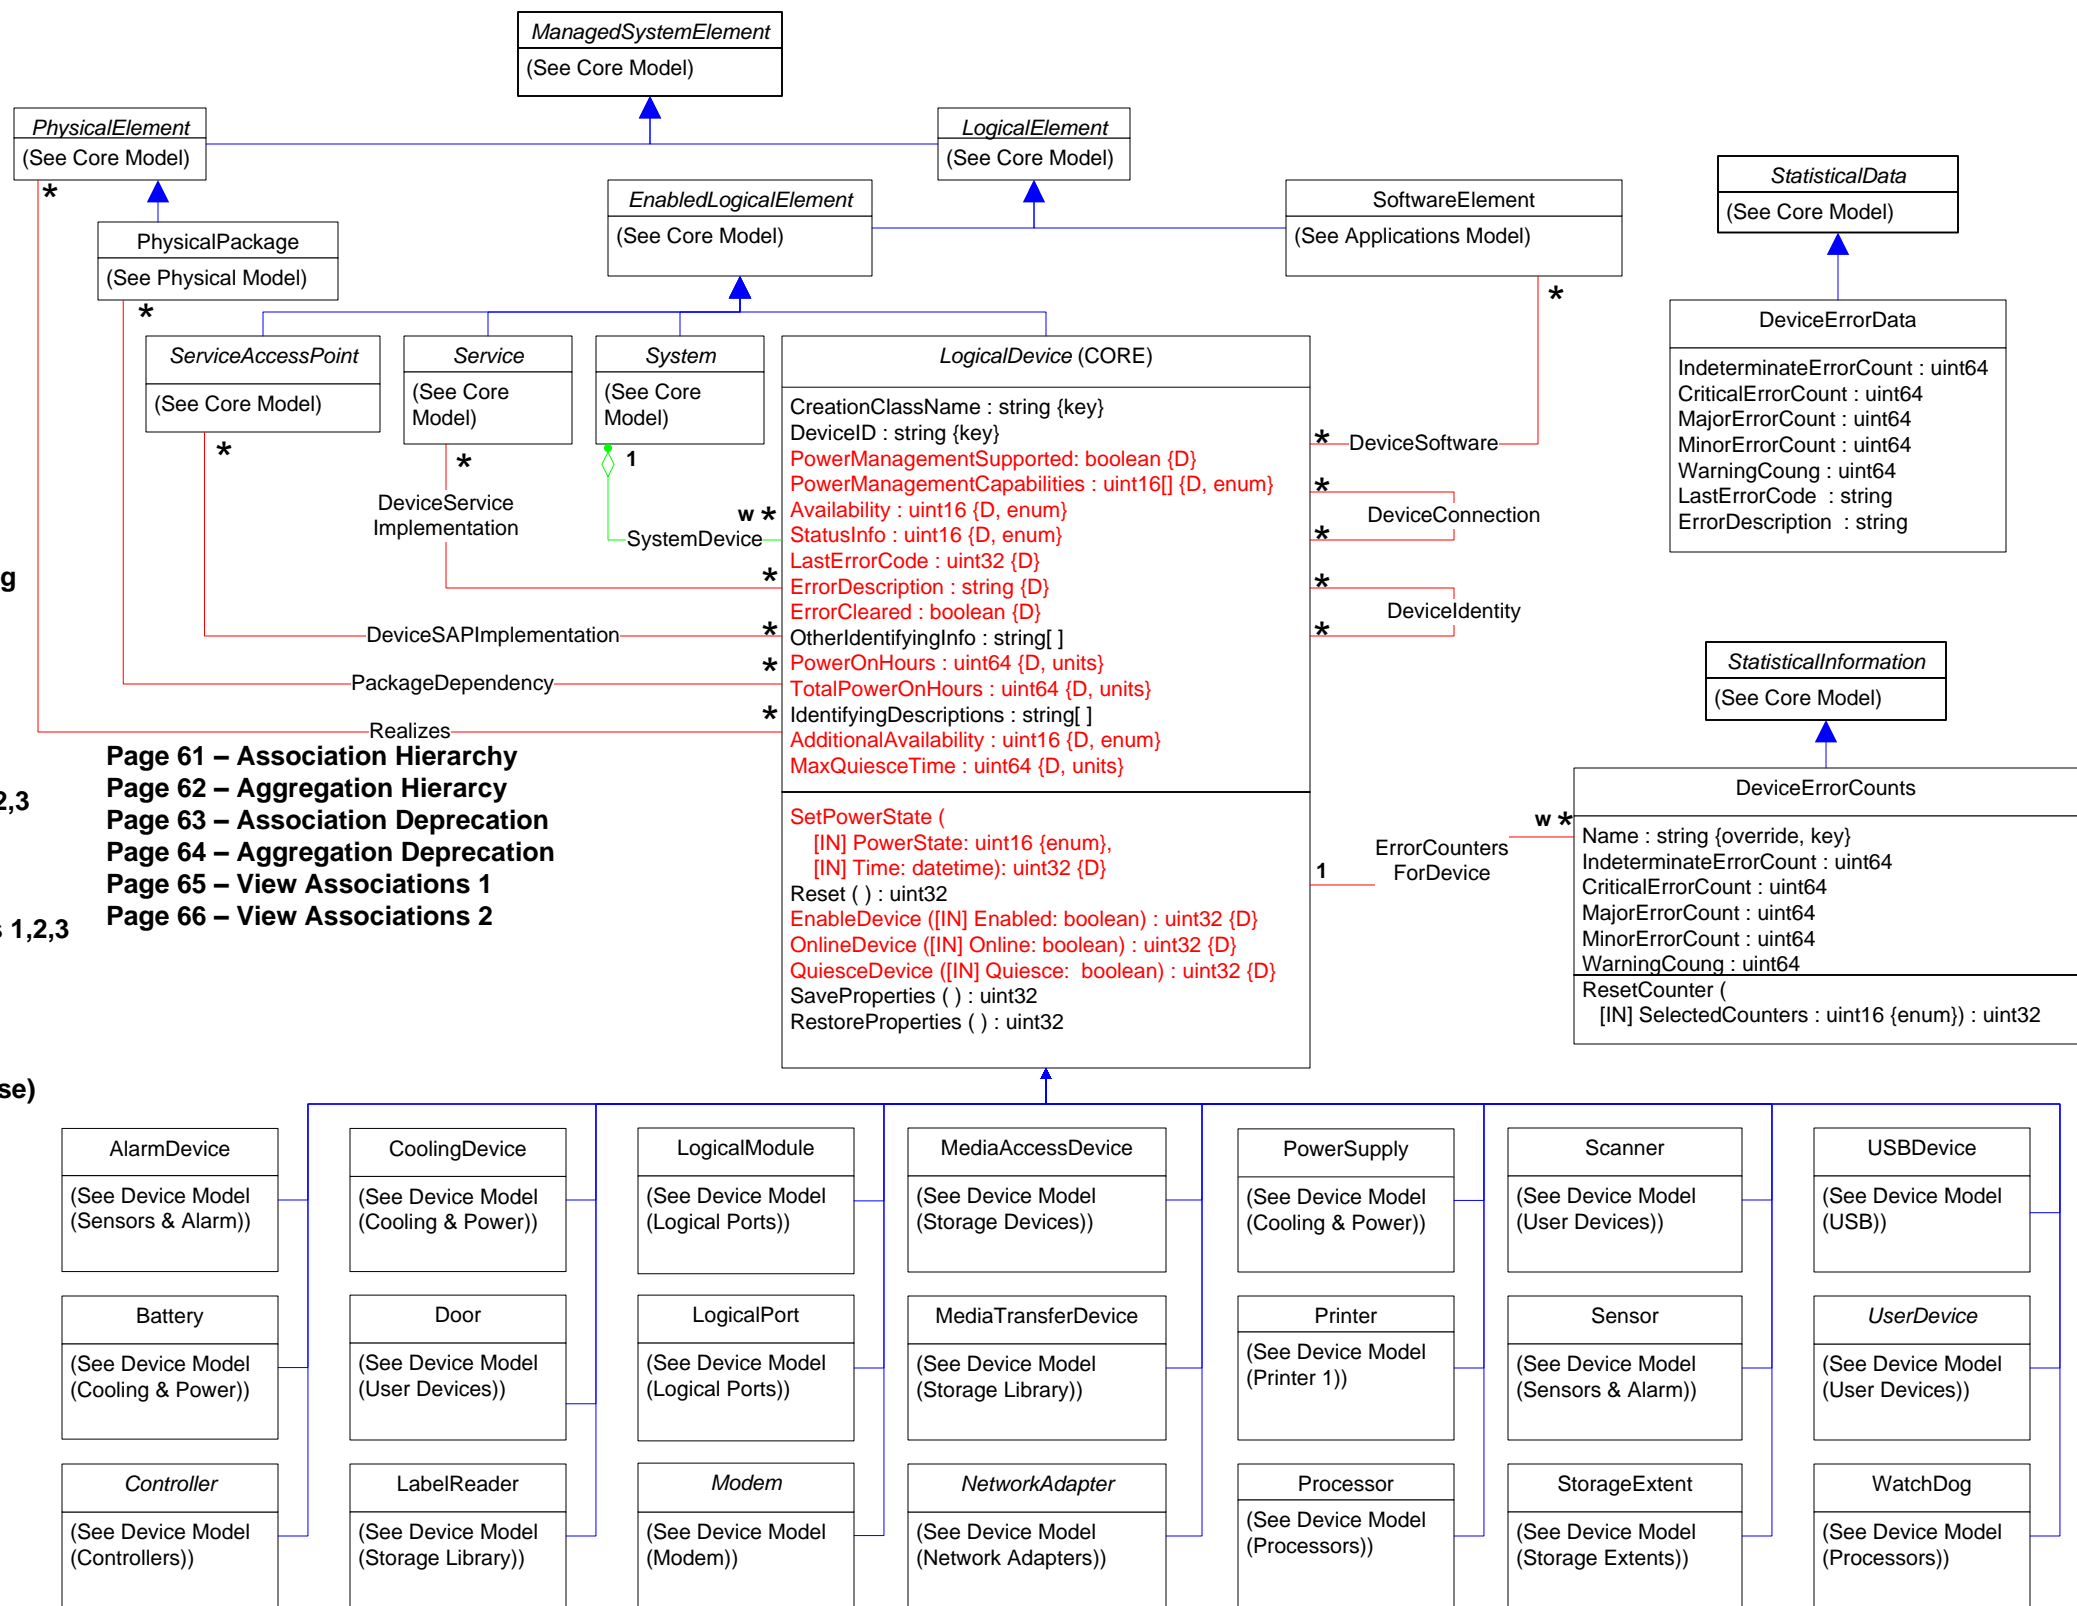 ManagedSystemElement
(See Core Model)
PhysicalElement
(See Core Model)
*
LogicalElement
(See Core Model)
StatisticalData
(See Core Model)
EnabledLogicalElement
(See Core Model)
SoftwareElement
(See Applications Model)
*
PhysicalPackage
(See Physical Model)
*
DeviceErrorData
IndeterminateErrorCount : uint64
CriticalErrorCount : uint64
MajorErrorCount : uint64
MinorErrorCount : uint64
WarningCoung : uint64
LastErrorCode : string
ErrorDescription : string
ServiceAccessPoint
(See Core Model)
*
Service
(See Core
Model)
*
System
(See Core
Model)
1
LogicalDevice (CORE)
CreationClassName : string {key}
DeviceID : string {key}
PowerManagementSupported: boolean {D}
PowerManagementCapabilities : uint16[] {D, enum}
Availability : uint16 {D, enum}
StatusInfo : uint16 {D, enum}
LastErrorCode : uint32 {D}
ErrorDescription : string {D}
ErrorCleared : boolean {D}
OtherIdentifyingInfo : string[ ]
PowerOnHours : uint64 {D, units}
TotalPowerOnHours : uint64 {D, units}
IdentifyingDescriptions : string[ ]
AdditionalAvailability : uint16 {D, enum}
MaxQuiesceTime : uint64 {D, units}
SetPowerState (
[IN] PowerState: uint16 {enum},
[IN] Time: datetime): uint32 {D}
Reset ( ) : uint32
EnableDevice ([IN] Enabled: boolean) : uint32 {D}
OnlineDevice ([IN] Online: boolean) : uint32 {D}
QuiesceDevice ([IN] Quiesce: boolean) : uint32 {D}
SaveProperties ( ) : uint32
RestoreProperties ( ) : uint32
* DeviceSoftware
*
DeviceConnection
*
*
DeviceIdentity
*
DeviceService
Implementation
*
w *
SystemDevice
DeviceSAPImplementation *
PackageDependency *
Realizes *
g
2,3
s 1,2,3
se)
Page 61 – Association Hierarchy
Page 62 – Aggregation Hierarcy
Page 63 – Association Deprecation
Page 64 – Aggregation Deprecation
Page 65 – View Associations 1
Page 66 – View Associations 2
StatisticalInformation
(See Core Model)
1
ErrorCounters
ForDevice
w *
DeviceErrorCounts
Name : string {override, key}
IndeterminateErrorCount : uint64
CriticalErrorCount : uint64
MajorErrorCount : uint64
MinorErrorCount : uint64
WarningCoung : uint64
ResetCounter (
[IN] SelectedCounters : uint16 {enum}) : uint32
AlarmDevice
(See Device Model
(Sensors & Alarm))
CoolingDevice
(See Device Model
(Cooling & Power))
LogicalModule
(See Device Model
(Logical Ports))
MediaAccessDevice
(See Device Model
(Storage Devices))
PowerSupply
(See Device Model
(Cooling & Power))
Scanner
(See Device Model
(User Devices))
USBDevice
(See Device Model
(USB))
Battery
(See Device Model
(Cooling & Power))
Door
(See Device Model
(User Devices))
LogicalPort
(See Device Model
(Logical Ports))
MediaTransferDevice
(See Device Model
(Storage Library))
Printer
(See Device Model
(Printer 1))
Sensor
(See Device Model
(Sensors & Alarm))
UserDevice
(See Device Model
(User Devices))
Controller
(See Device Model
(Controllers))
LabelReader
(See Device Model
(Storage Library))
Modem
(See Device Model
(Modem))
NetworkAdapter
(See Device Model
(Network Adapters))
Processor
(See Device Model
(Processors))
StorageExtent
(See Device Model
(Storage Extents))
WatchDog
(See Device Model
(Processors))